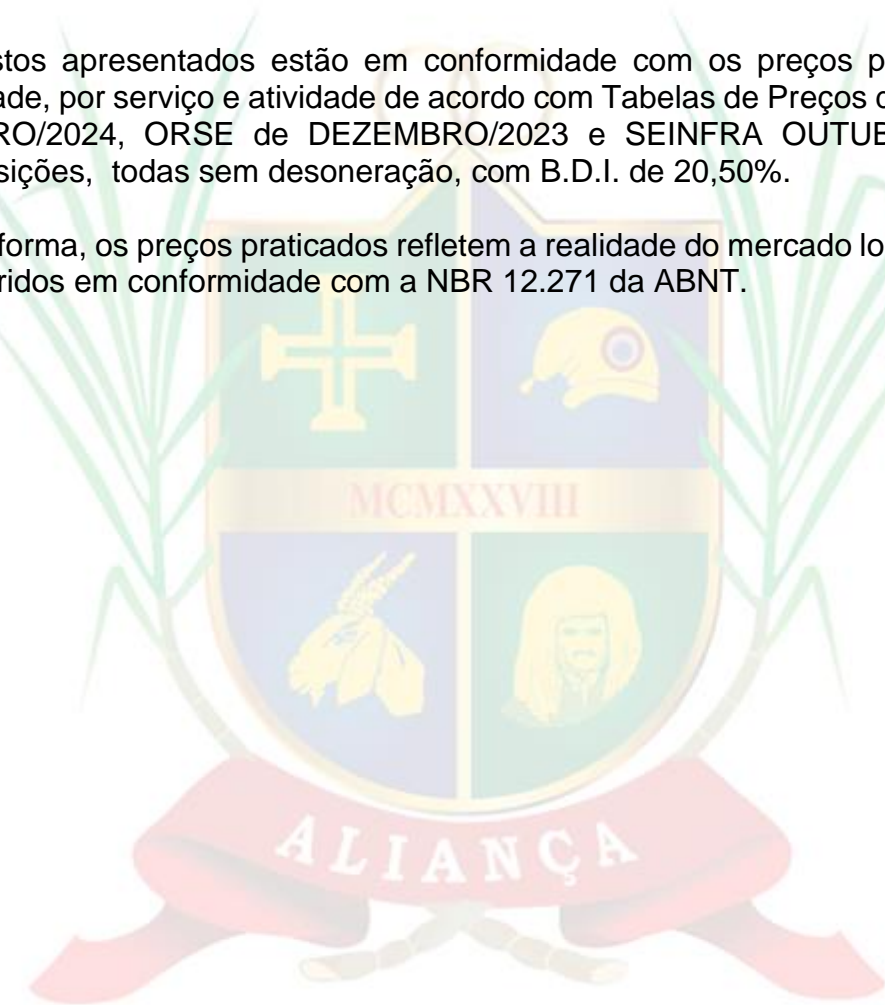 stos apresentados estão em conformidade com os preços p
ade, por serviço e atividade de acordo com Tabelas de Preços
RO/2024, ORSE de DEZEMBRO/2023 e SEINFRA OUTUB
sições, todas sem desoneração, com B.D.I. de 20,50%.
forma, os preços praticados refletem a realidade do mercado lo
ridos em conformidade com a NBR 12.271 da ABNT.
MCMXXVIII
ALIANÇA